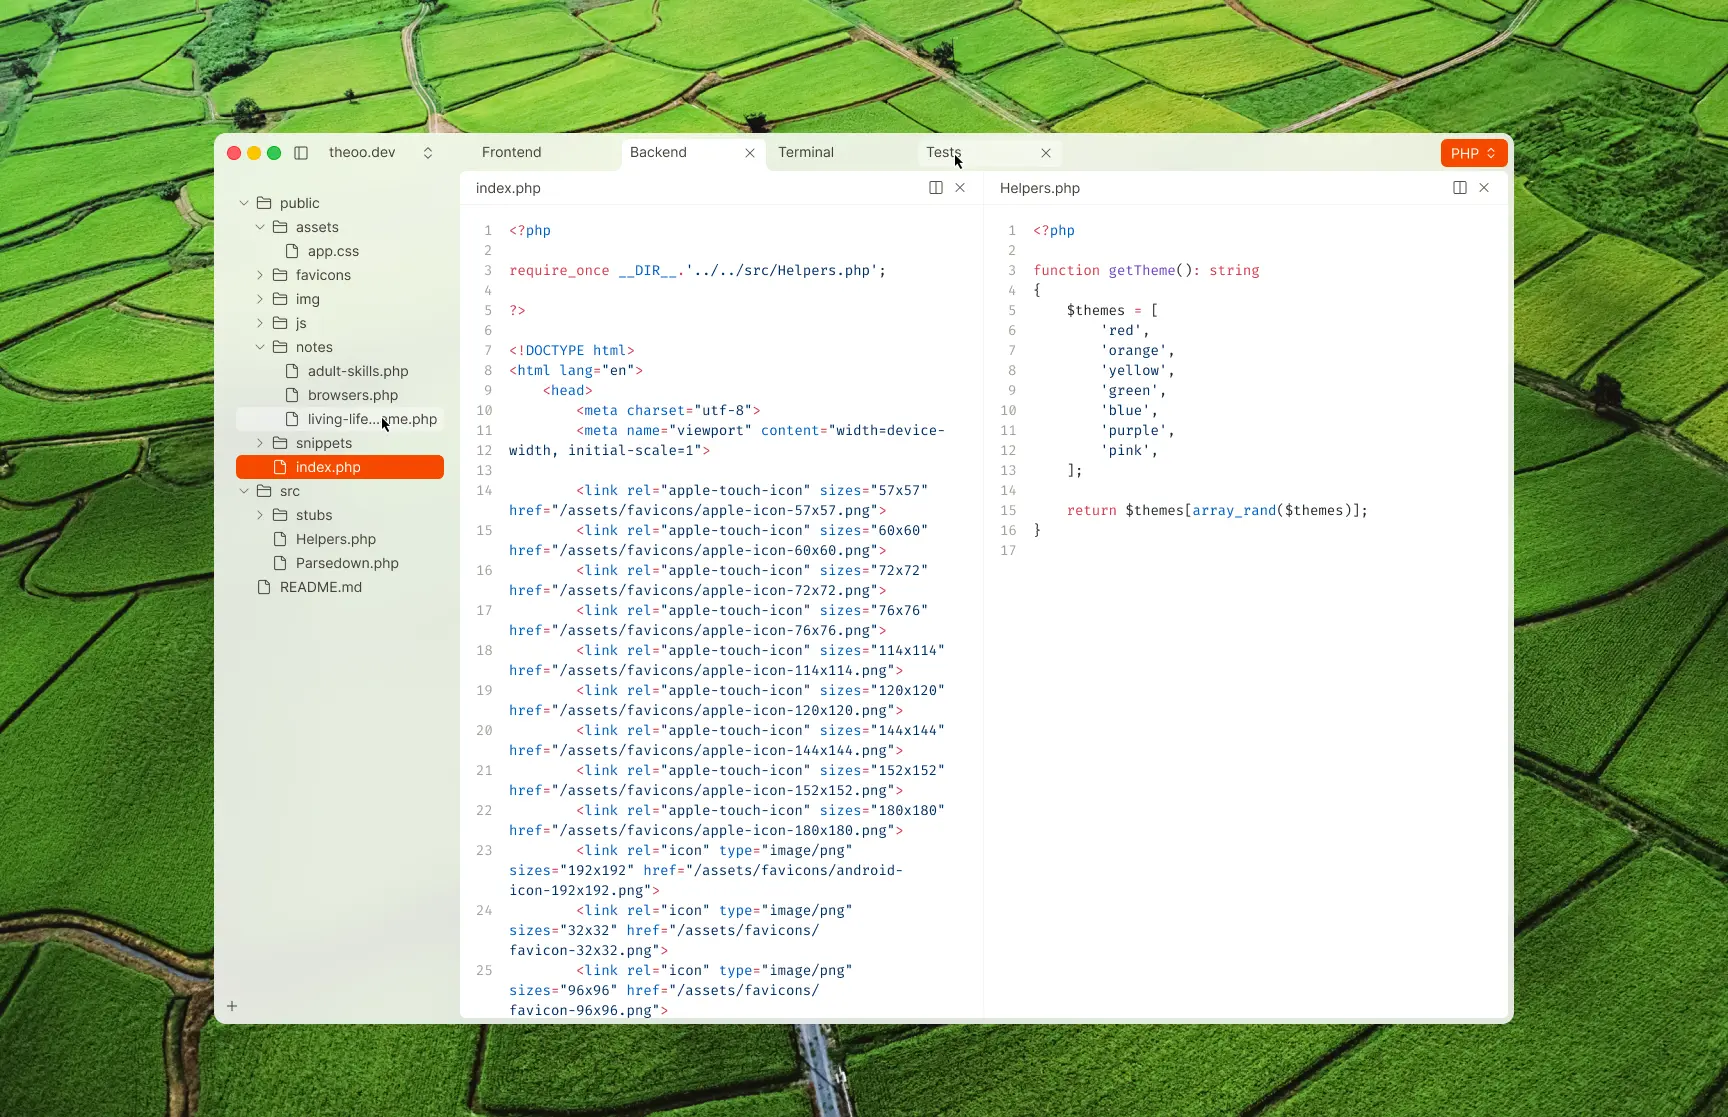 theoo.dev
Frontend
Backend
Terminal
Tests
PHP
public
assets
app.css
favicons
img
js
notes
adult-skills.php
browsers.php
living-life...ame.php
snippets
index.php
src
stubs
Helpers.php
Parsedown.php
README.md
index.php
1 <?php
2
3 require_once __DIR__.'../../src/Helpers.php';
4
5 ?>
6
7 <!DOCTYPE html>
8 <html lang="en">
9 <head>
10 <meta charset="utf-8">
11 <meta name="viewport" content="width=device-
12 width, initial-scale=1">
13
14 <link rel="apple-touch-icon" sizes="57x57"
href="/assets/favicons/apple-icon-57x57.png">
15 <link rel="apple-touch-icon" sizes="60x60"
href="/assets/favicons/apple-icon-60x60.png">
16 <link rel="apple-touch-icon" sizes="72x72"
href="/assets/favicons/apple-icon-72x72.png">
17 <link rel="apple-touch-icon" sizes="76x76"
href="/assets/favicons/apple-icon-76x76.png">
18 <link rel="apple-touch-icon" sizes="114x114"
href="/assets/favicons/apple-icon-114x114.png">
19 <link rel="apple-touch-icon" sizes="120x120"
href="/assets/favicons/apple-icon-120x120.png">
20 <link rel="apple-touch-icon" sizes="144x144"
href="/assets/favicons/apple-icon-144x144.png">
21 <link rel="apple-touch-icon" sizes="152x152"
href="/assets/favicons/apple-icon-152x152.png">
22 <link rel="apple-touch-icon" sizes="180x180"
href="/assets/favicons/apple-icon-180x180.png">
23 <link rel="icon" type="image/png"
sizes="192x192" href="/assets/favicons/android-
icon-192x192.png">
24 <link rel="icon" type="image/png"
sizes="32x32" href="/assets/favicons/
favicon-32x32.png">
25 <link rel="icon" type="image/png"
sizes="96x96" href="/assets/favicons/
favicon-96x96.png">
Helpers.php
1 <?php
2
3 function getTheme(): string
4 {
5 $themes = [
6 'red',
7 'orange',
8 'yellow',
9 'green',
10 'blue',
11 'purple',
12 'pink',
13 ];
14
15 return $themes[array_rand($themes)];
16 }
17